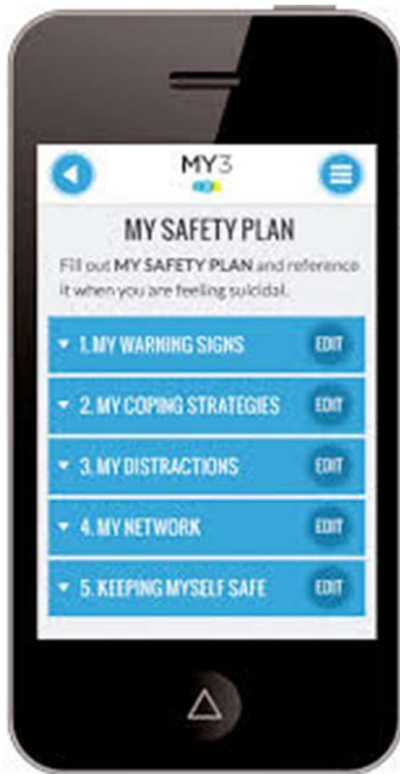 MY3
MY SAFETY PLAN
Fill out MY SAFETY PLAN and reference
it when you are feeling suicidal.
1. MY WARNING SIGNS EDIT
2. MY COPING STRATEGIES EDIT
3. MY DISTRACTIONS EDIT
4. MY NETWORK EDIT
5. KEEPING MYSELF SAFE EDIT